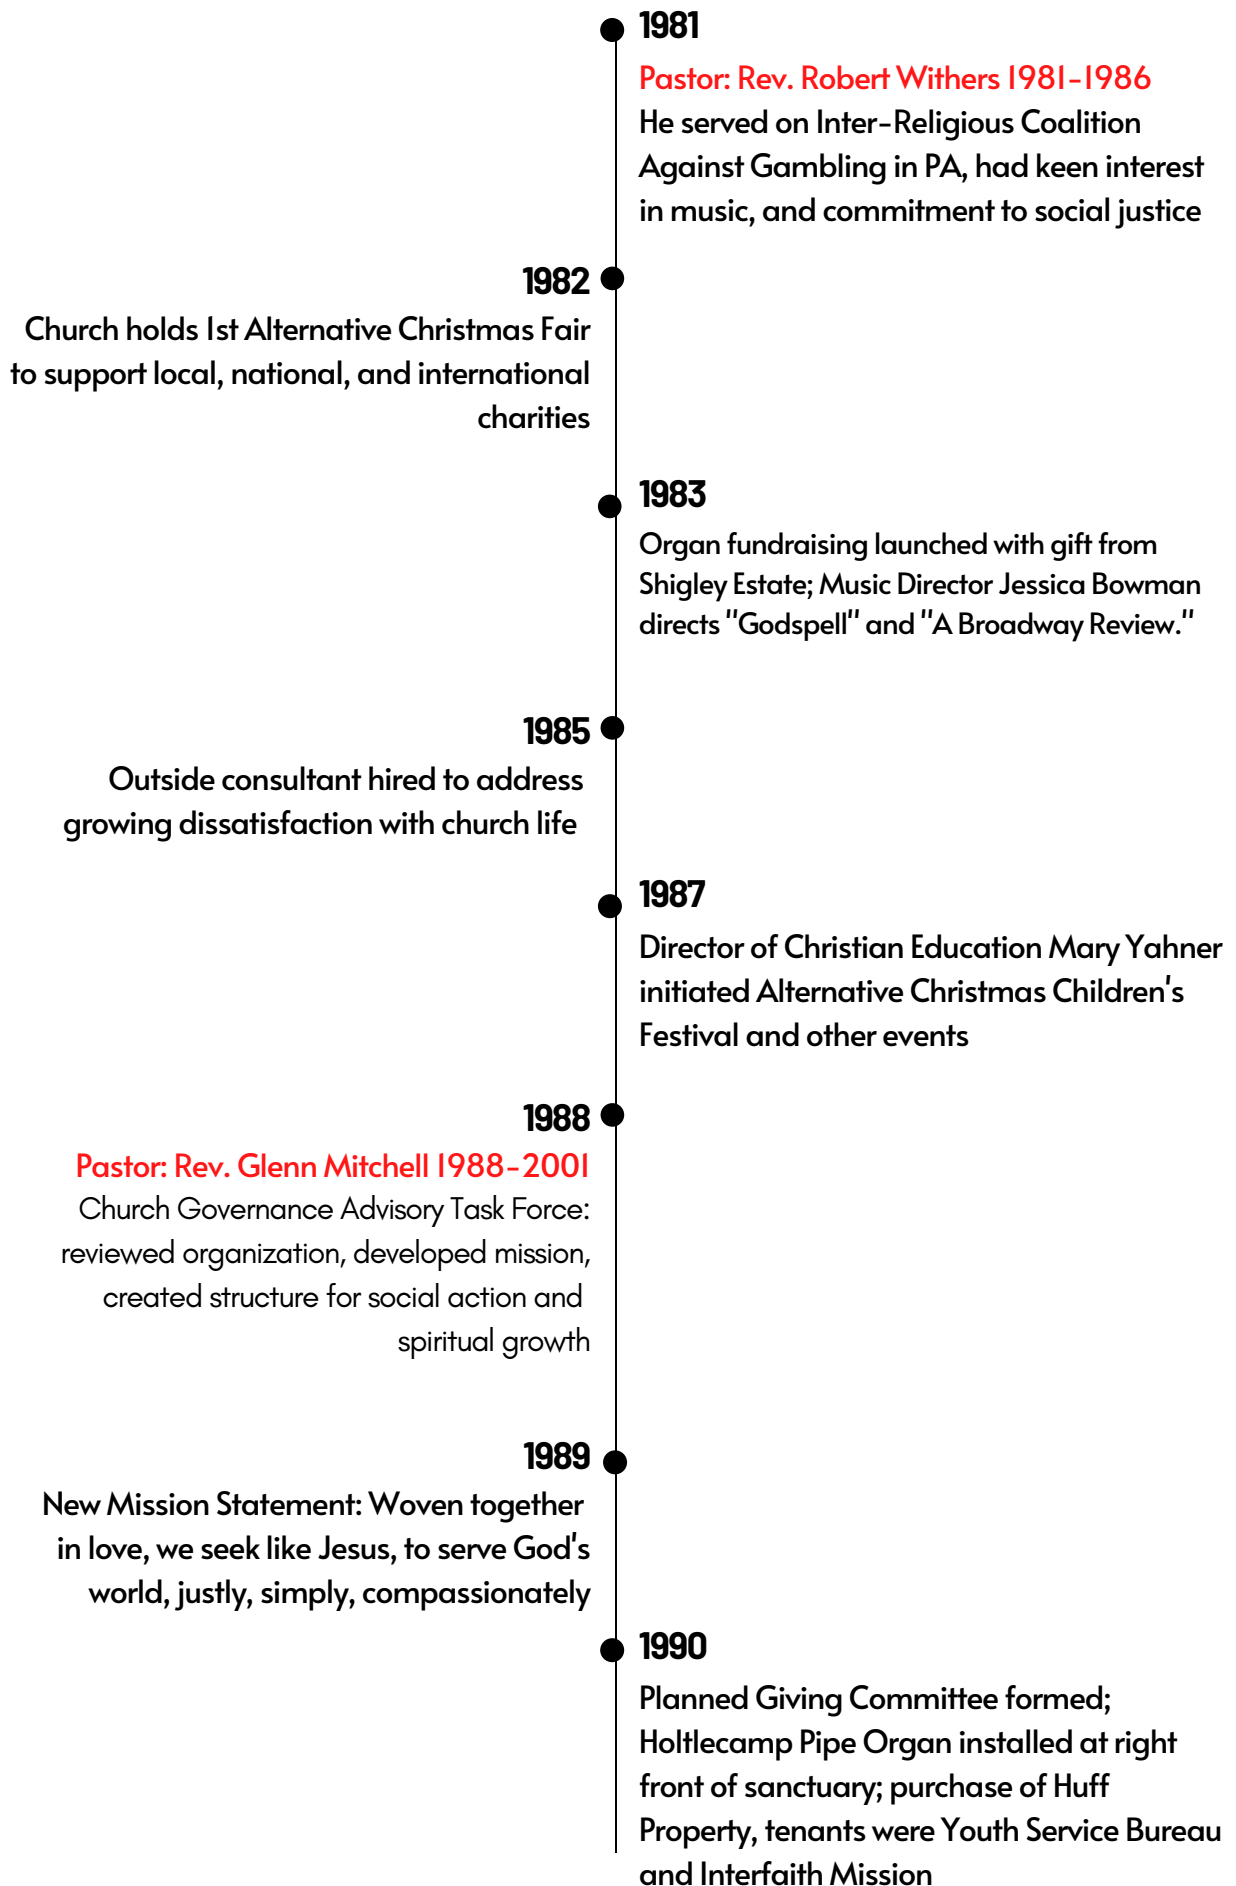 1981
Pastor: Rev. Robert Withers 1981-1986
He served on Inter-Religious Coalition
Against Gambling in PA, had keen interest
in music, and commitment to social justice
1982
Church holds 1st Alternative Christmas Fair
to support local, national, and international
charities
1983
Organ fundraising launched with gift from
Shigley Estate; Music Director Jessica Bowman
directs "Godspell" and "A Broadway Review."
1985
Outside consultant hired to address
growing dissatisfaction with church life
1987
Director of Christian Education Mary Yahner
initiated Alternative Christmas Children's
Festival and other events
1988
Pastor: Rev. Glenn Mitchell 1988-2001
Church Governance Advisory Task Force:
reviewed organization, developed mission,
created structure for social action and
spiritual growth
1989
New Mission Statement: Woven together
in love, we seek like Jesus, to serve God's
world, justly, simply, compassionately
1990
Planned Giving Committee formed;
Holtlecamp Pipe Organ installed at right
front of sanctuary; purchase of Huff
Property, tenants were Youth Service Bureau
and Interfaith Mission